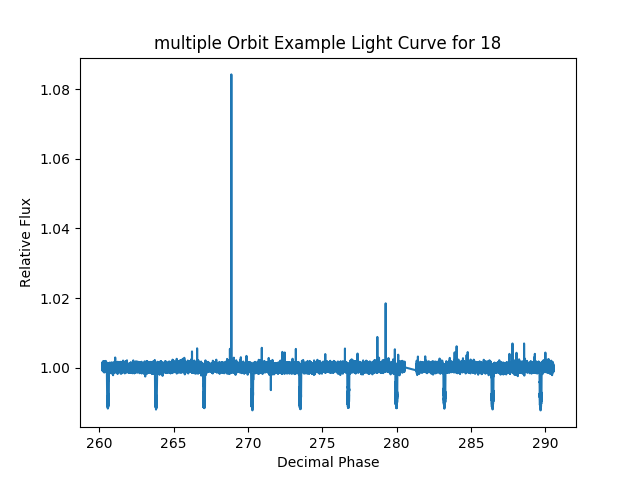 multiple Orbit Example Light Curve for 18
1.08
1.06
1.04
1.02
1.00
Relative Flux
260 265 270 275 280 285 290
Decimal Phase